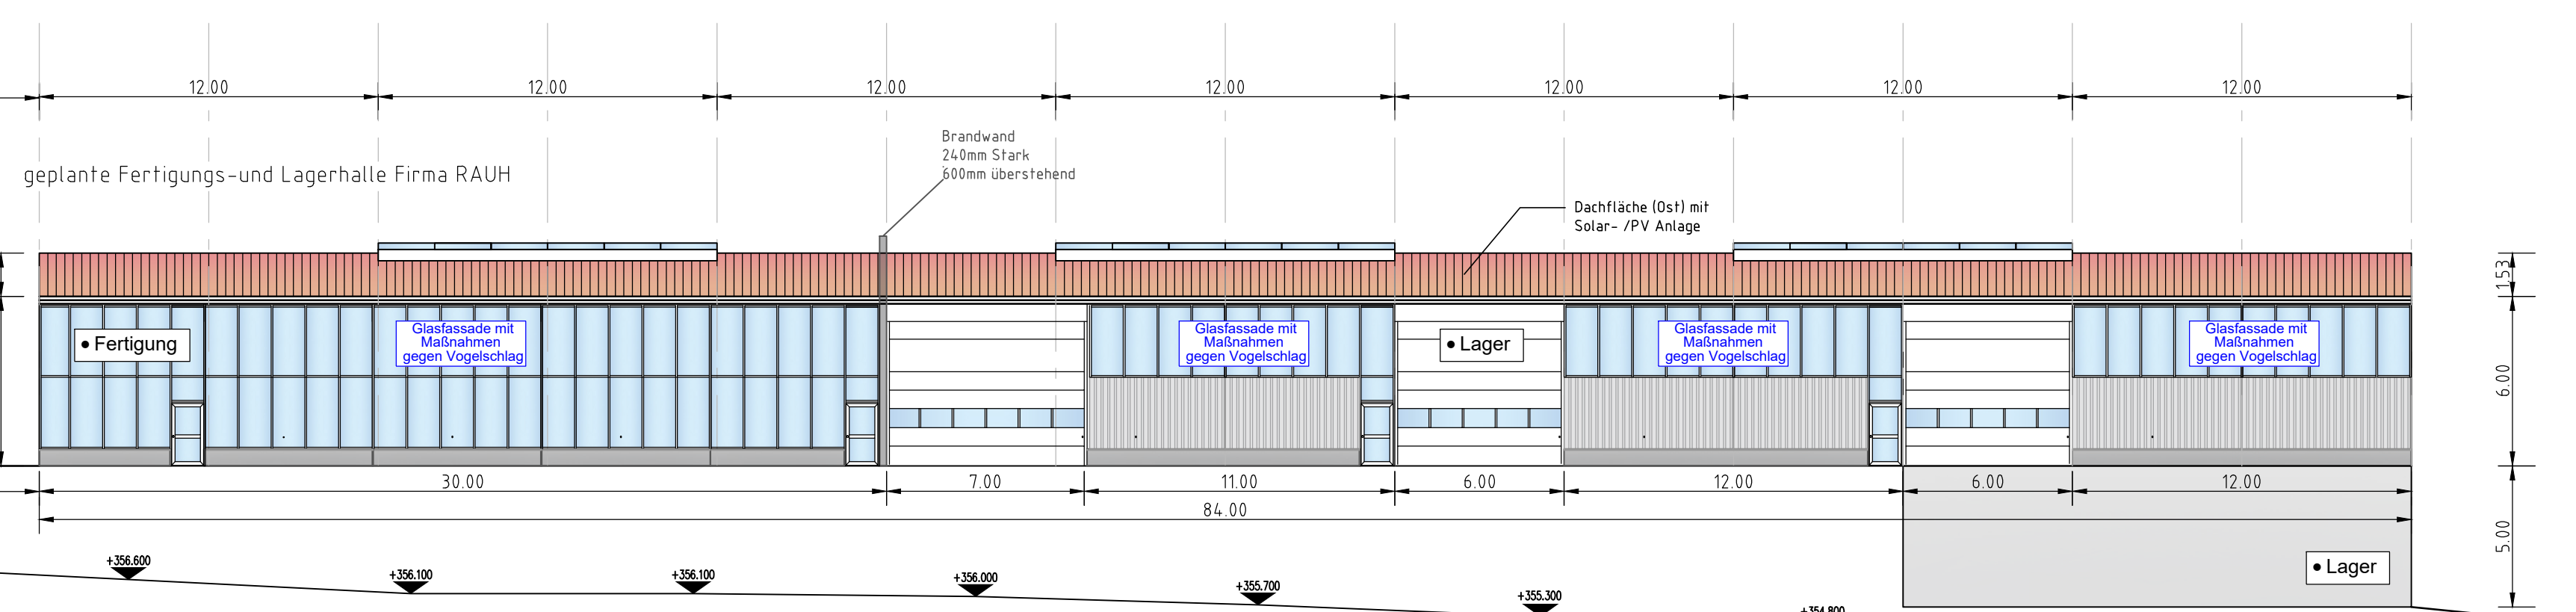 12.00
12.00
12.00
12.00
12.00
12.00
12.00
Brandwand
240mm Stark
600mm überstehend
geplante Fertigungs-und Lagerhalle Firma RAUH
Dachfläche (Ost) mit
Solar- /PV Anlage
1.53
• Fertigung
Glasfassade mit
Maßnahmen
gegen Vogelschlag
Glasfassade mit
Maßnahmen
gegen Vogelschlag
• Lager
Glasfassade mit
Maßnahmen
gegen Vogelschlag
Glasfassade mit
Maßnahmen
gegen Vogelschlag
6.00
30.00
7.00
11.00
6.00
12.00
6.00
12.00
84.00
5.00
+356.600
+356.100
+356.100
+356.000
+355.700
+355.300
+354.800
• Lager